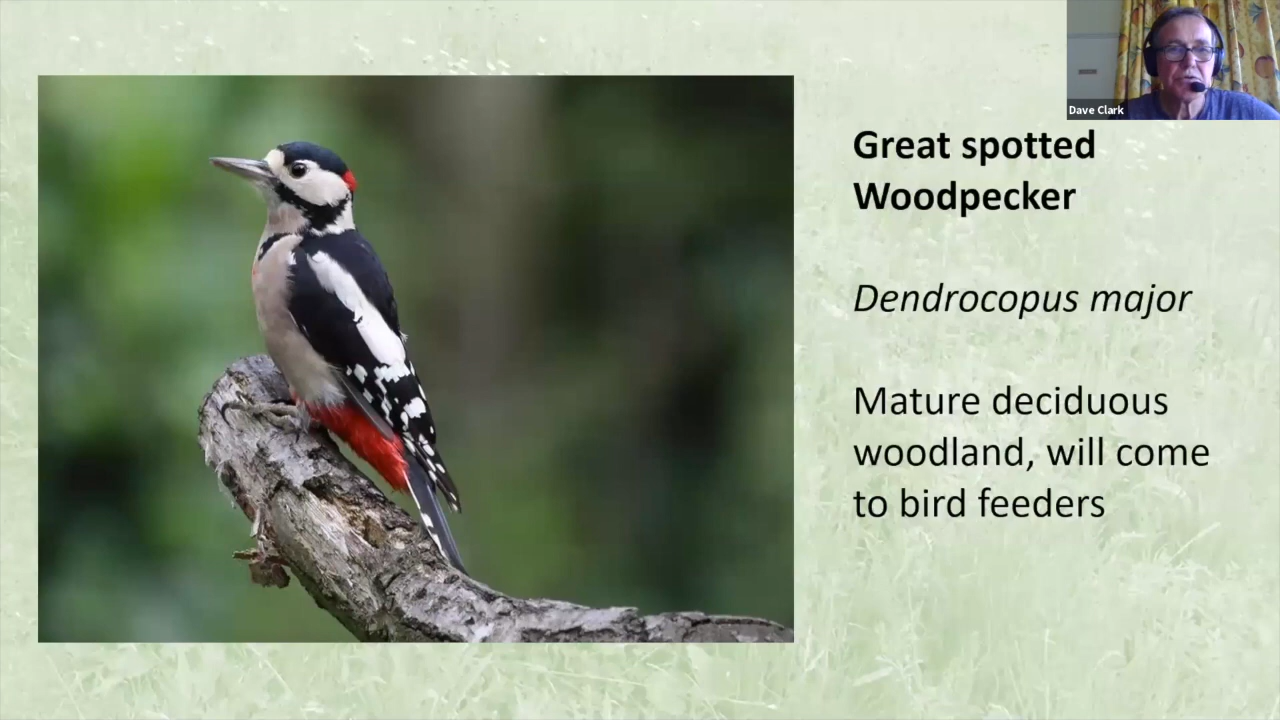 Dave Clark
Great spotted
Woodpecker
Dendrocopus major
Mature deciduous
woodland, will come
to bird feeders